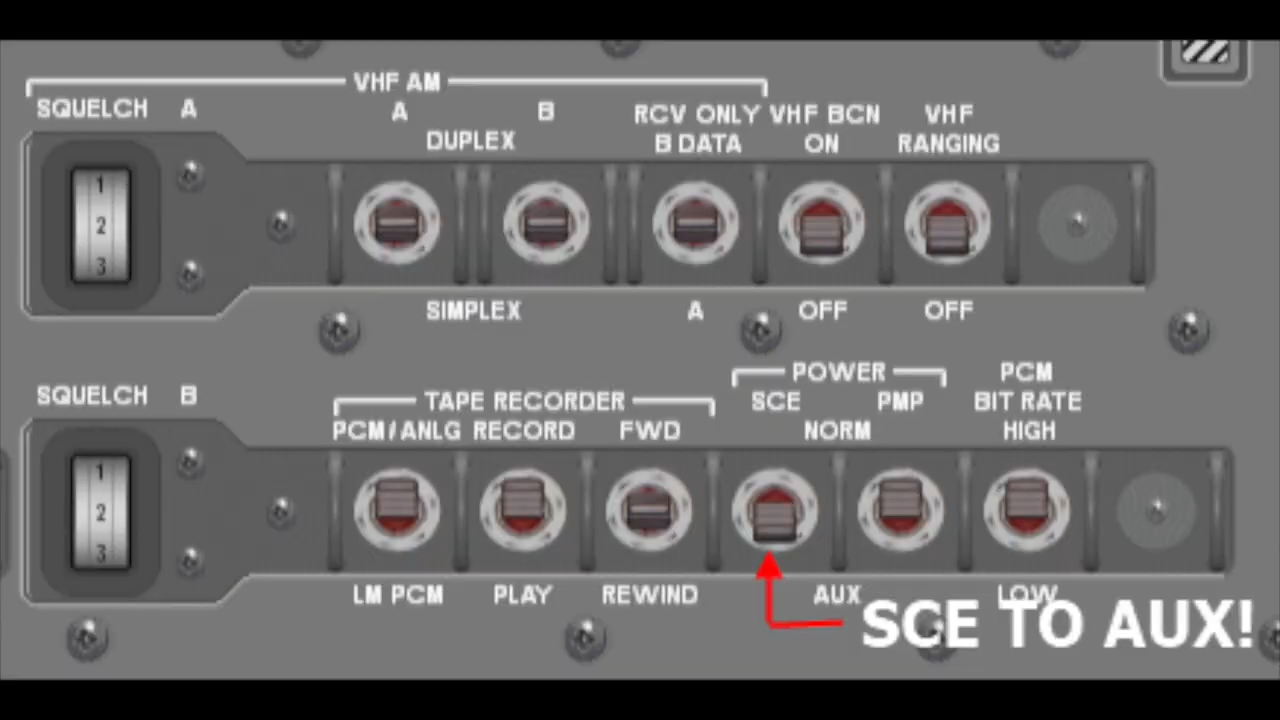 VHF AM
SQUELCH A
A B RCV ONLY VHF BCN VHF
DUPLEX B DATA ON RANGING
1
2
3
SIMPLEX A OFF OFF
POWER PCM
SQUELCH B
TAPE RECORDER SCE PMP BIT RATE
PCM/ANLG RECORD FWD NORM HIGH
1
2
3
LM PCM PLAY REWIND AUX LOW
SCE TO AUX!